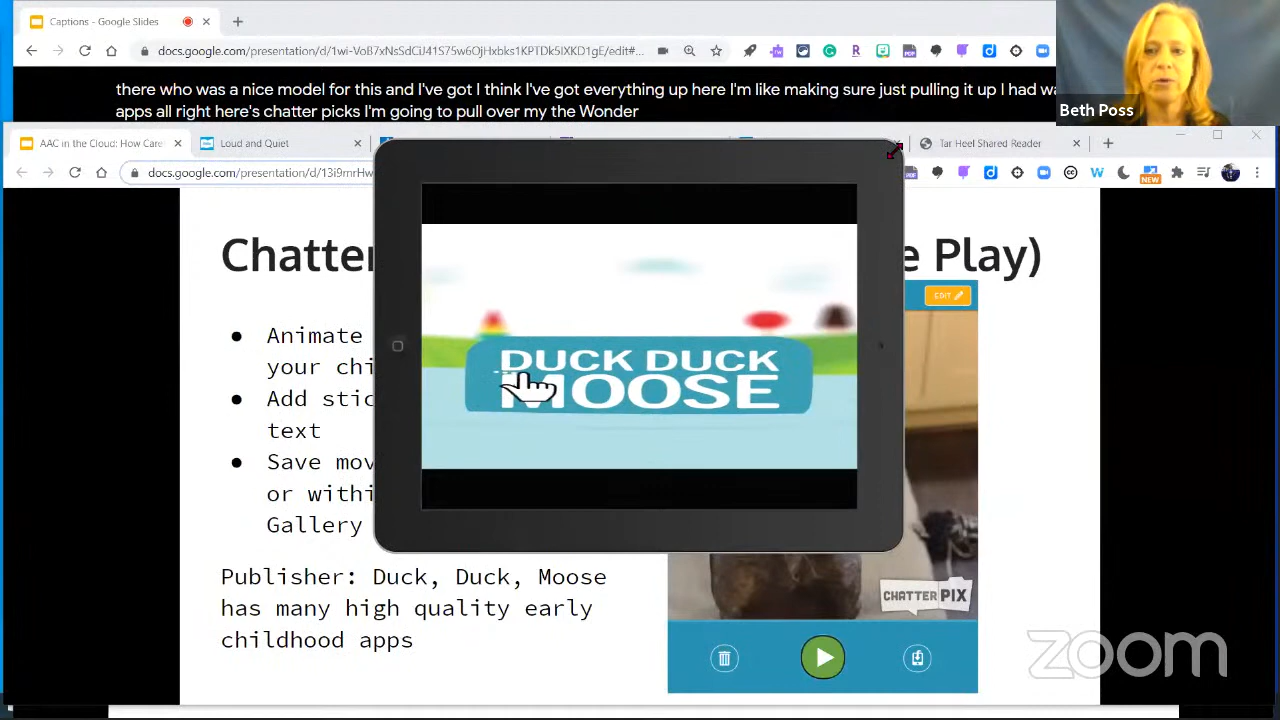 Captions - Google Slides
docs.google.com/presentation/d/1wi-VoB7xNsSdCiJ41S75w6OjHxbks1KPTDk5IXKD1gE/edit#...
there who was a nice model for this and I've got I think I've got everything up here I'm like making sure just pulling it up I had wa
apps all right here's chatter picks I'm going to pull over my the Wonder
Beth Poss
AAC in the Cloud: How Care
Loud and Quiet
Tar Heel Shared Reader
docs.google.com/presentation/d/13i9mrHw
NEW
Chatter
e Play)
EDIT
Animate
your chi
Add stic
text
Save mov
or withi
Gallery
DUCK DUCK
MOOSE
Publisher: Duck, Duck, Moose
has many high quality early
childhood apps
CHATTER PIX
zoom